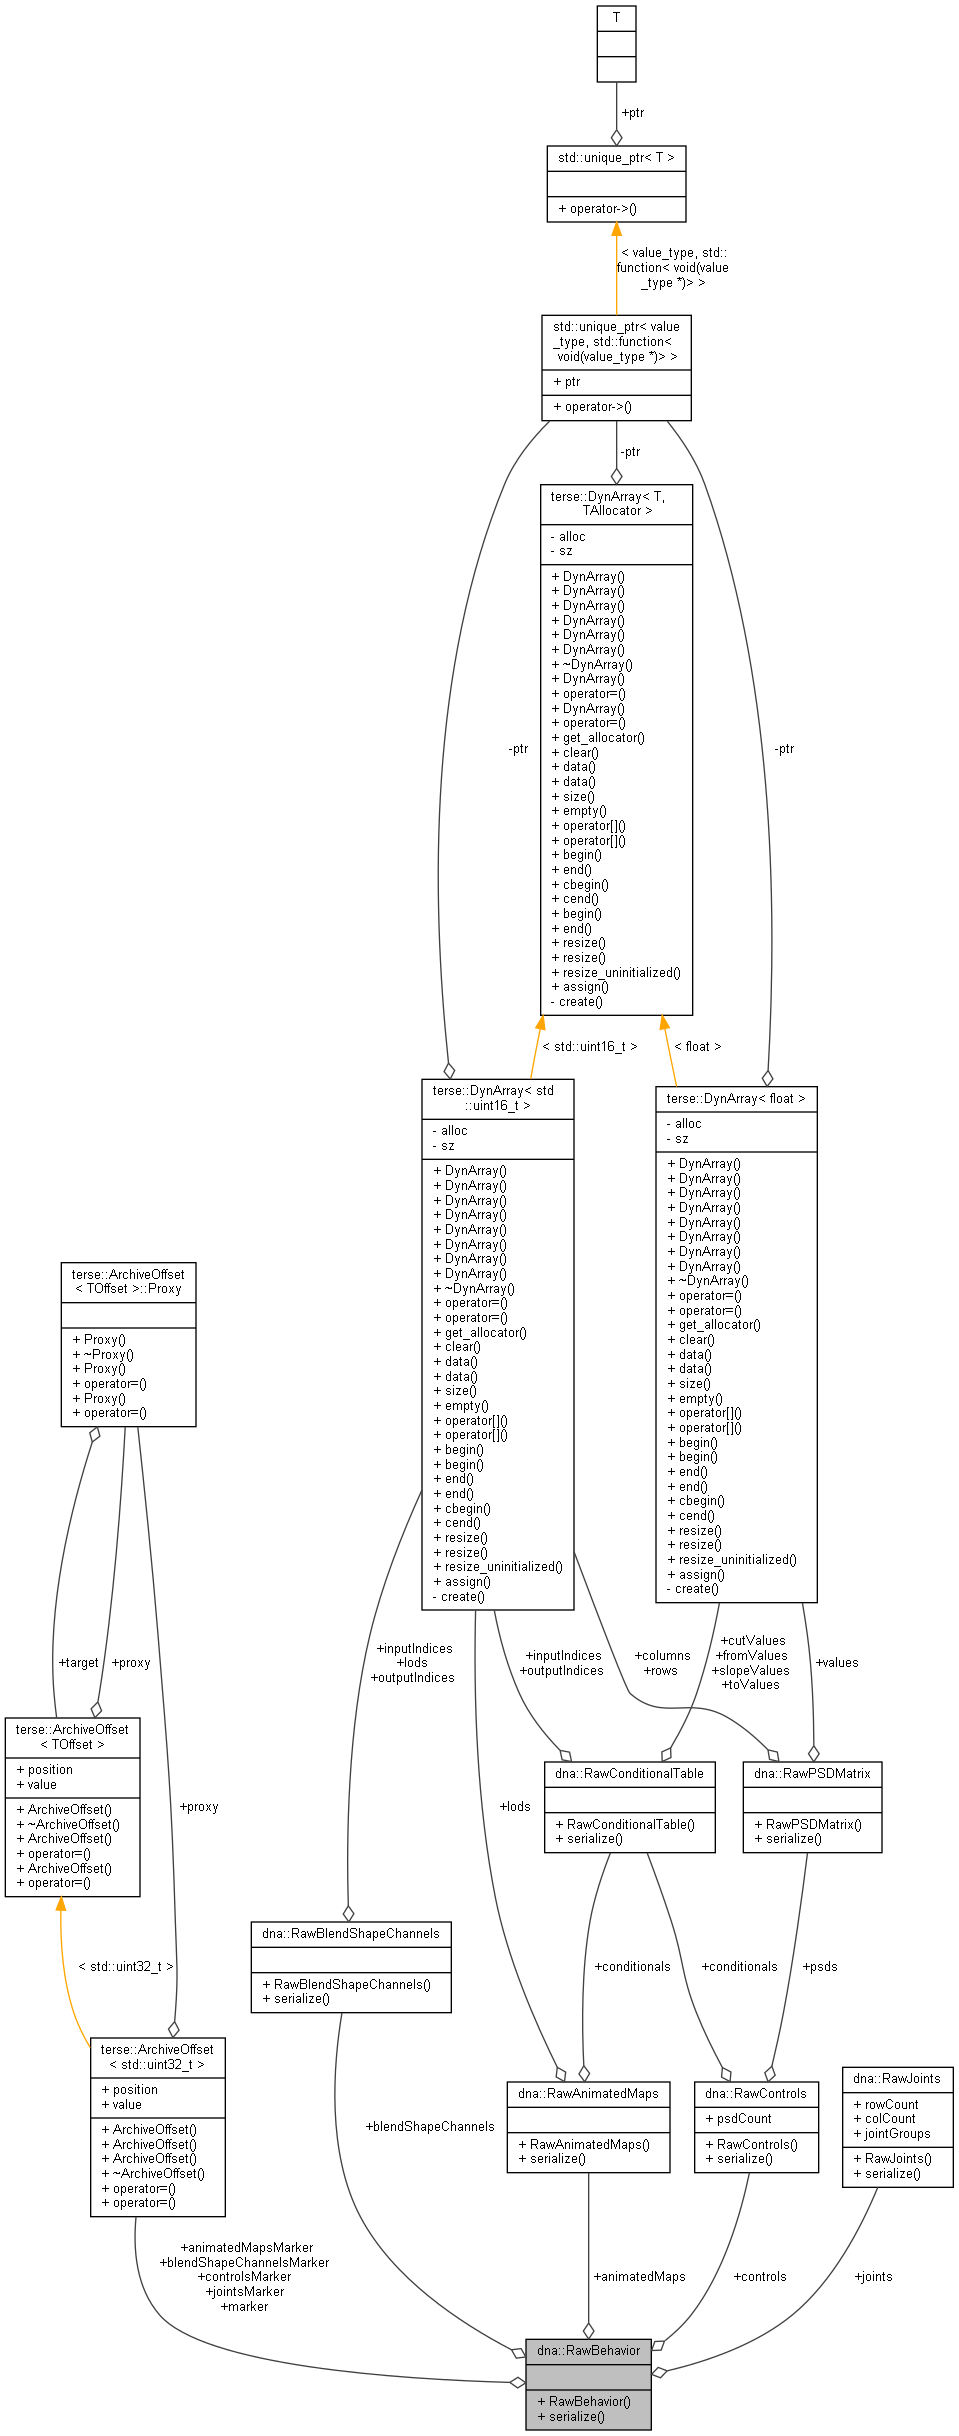 T
+ptr
std::unique_ptr< T >
+ operator->()
< value_type, std::
function< void(value
_type *)> >
std::unique_ptr< value
_type, std::function<
void(value_type *)> >
+ ptr
+ operator->()
-ptr
terse::DynArray< T,
TAllocator >
- alloc
- sz
+ DynArray()
+ DynArray()
+ DynArray()
+ DynArray()
+ DynArray()
+ DynArray()
+ ~DynArray()
+ DynArray()
+ operator=()
+ DynArray()
+ operator=()
+ get_allocator()
+ clear()
+ data()
+ data()
+ size()
+ empty()
+ operator[]()
+ operator[]()
+ begin()
+ end()
+ cbegin()
+ cend()
+ begin()
+ end()
+ resize()
+ resize()
+ resize_uninitialized()
+ assign()
- create()
-ptr
-ptr
< std::uint16_t >
< float >
terse::DynArray< std
::uint16_t >
- alloc
- sz
+ DynArray()
+ DynArray()
+ DynArray()
+ DynArray()
+ DynArray()
+ DynArray()
+ DynArray()
+ DynArray()
+ ~DynArray()
+ operator=()
+ operator=()
+ get_allocator()
+ clear()
+ data()
+ data()
+ size()
+ empty()
+ operator[]()
+ operator[]()
+ begin()
+ begin()
+ end()
+ end()
+ cbegin()
+ cend()
+ resize()
+ resize()
+ resize_uninitialized()
+ assign()
- create()
terse::DynArray< float >
- alloc
- sz
+ DynArray()
+ DynArray()
+ DynArray()
+ DynArray()
+ DynArray()
+ DynArray()
+ DynArray()
+ DynArray()
+ ~DynArray()
+ operator=()
+ operator=()
+ get_allocator()
+ clear()
+ data()
+ data()
+ size()
+ empty()
+ operator[]()
+ operator[]()
+ begin()
+ begin()
+ end()
+ end()
+ cbegin()
+ cend()
+ resize()
+ resize()
+ resize_uninitialized()
+ assign()
- create()
terse::ArchiveOffset
< TOffset >::Proxy
+ Proxy()
+ ~Proxy()
+ Proxy()
+ operator=()
+ Proxy()
+ operator=()
+target
+proxy
+inputIndices
+lods
+outputIndices
+inputIndices
+outputIndices
+columns
+rows
+cutValues
+fromValues
+slopeValues
+toValues
+values
terse::ArchiveOffset
< TOffset >
+ position
+ value
+ ArchiveOffset()
+ ~ArchiveOffset()
+ ArchiveOffset()
+ operator=()
+ ArchiveOffset()
+ operator=()
+proxy
+lods
dna::RawConditionalTable
+ RawConditionalTable()
+ serialize()
dna::RawPSDMatrix
+ RawPSDMatrix()
+ serialize()
dna::RawBlendShapeChannels
+ RawBlendShapeChannels()
+ serialize()
< std::uint32_t >
+conditionals
+conditionals
+psds
terse::ArchiveOffset
< std::uint32_t >
+ position
+ value
+ ArchiveOffset()
+ ArchiveOffset()
+ ArchiveOffset()
+ ~ArchiveOffset()
+ operator=()
+ operator=()
+blendShapeChannels
dna::RawAnimatedMaps
+ RawAnimatedMaps()
+ serialize()
dna::RawControls
+ psdCount
+ RawControls()
+ serialize()
dna::RawJoints
+ rowCount
+ colCount
+ jointGroups
+ RawJoints()
+ serialize()
+animatedMapsMarker
+blendShapeChannelsMarker
+controlsMarker
+jointsMarker
+marker
+animatedMaps
+controls
+joints
dna::RawBehavior
+ RawBehavior()
+ serialize()